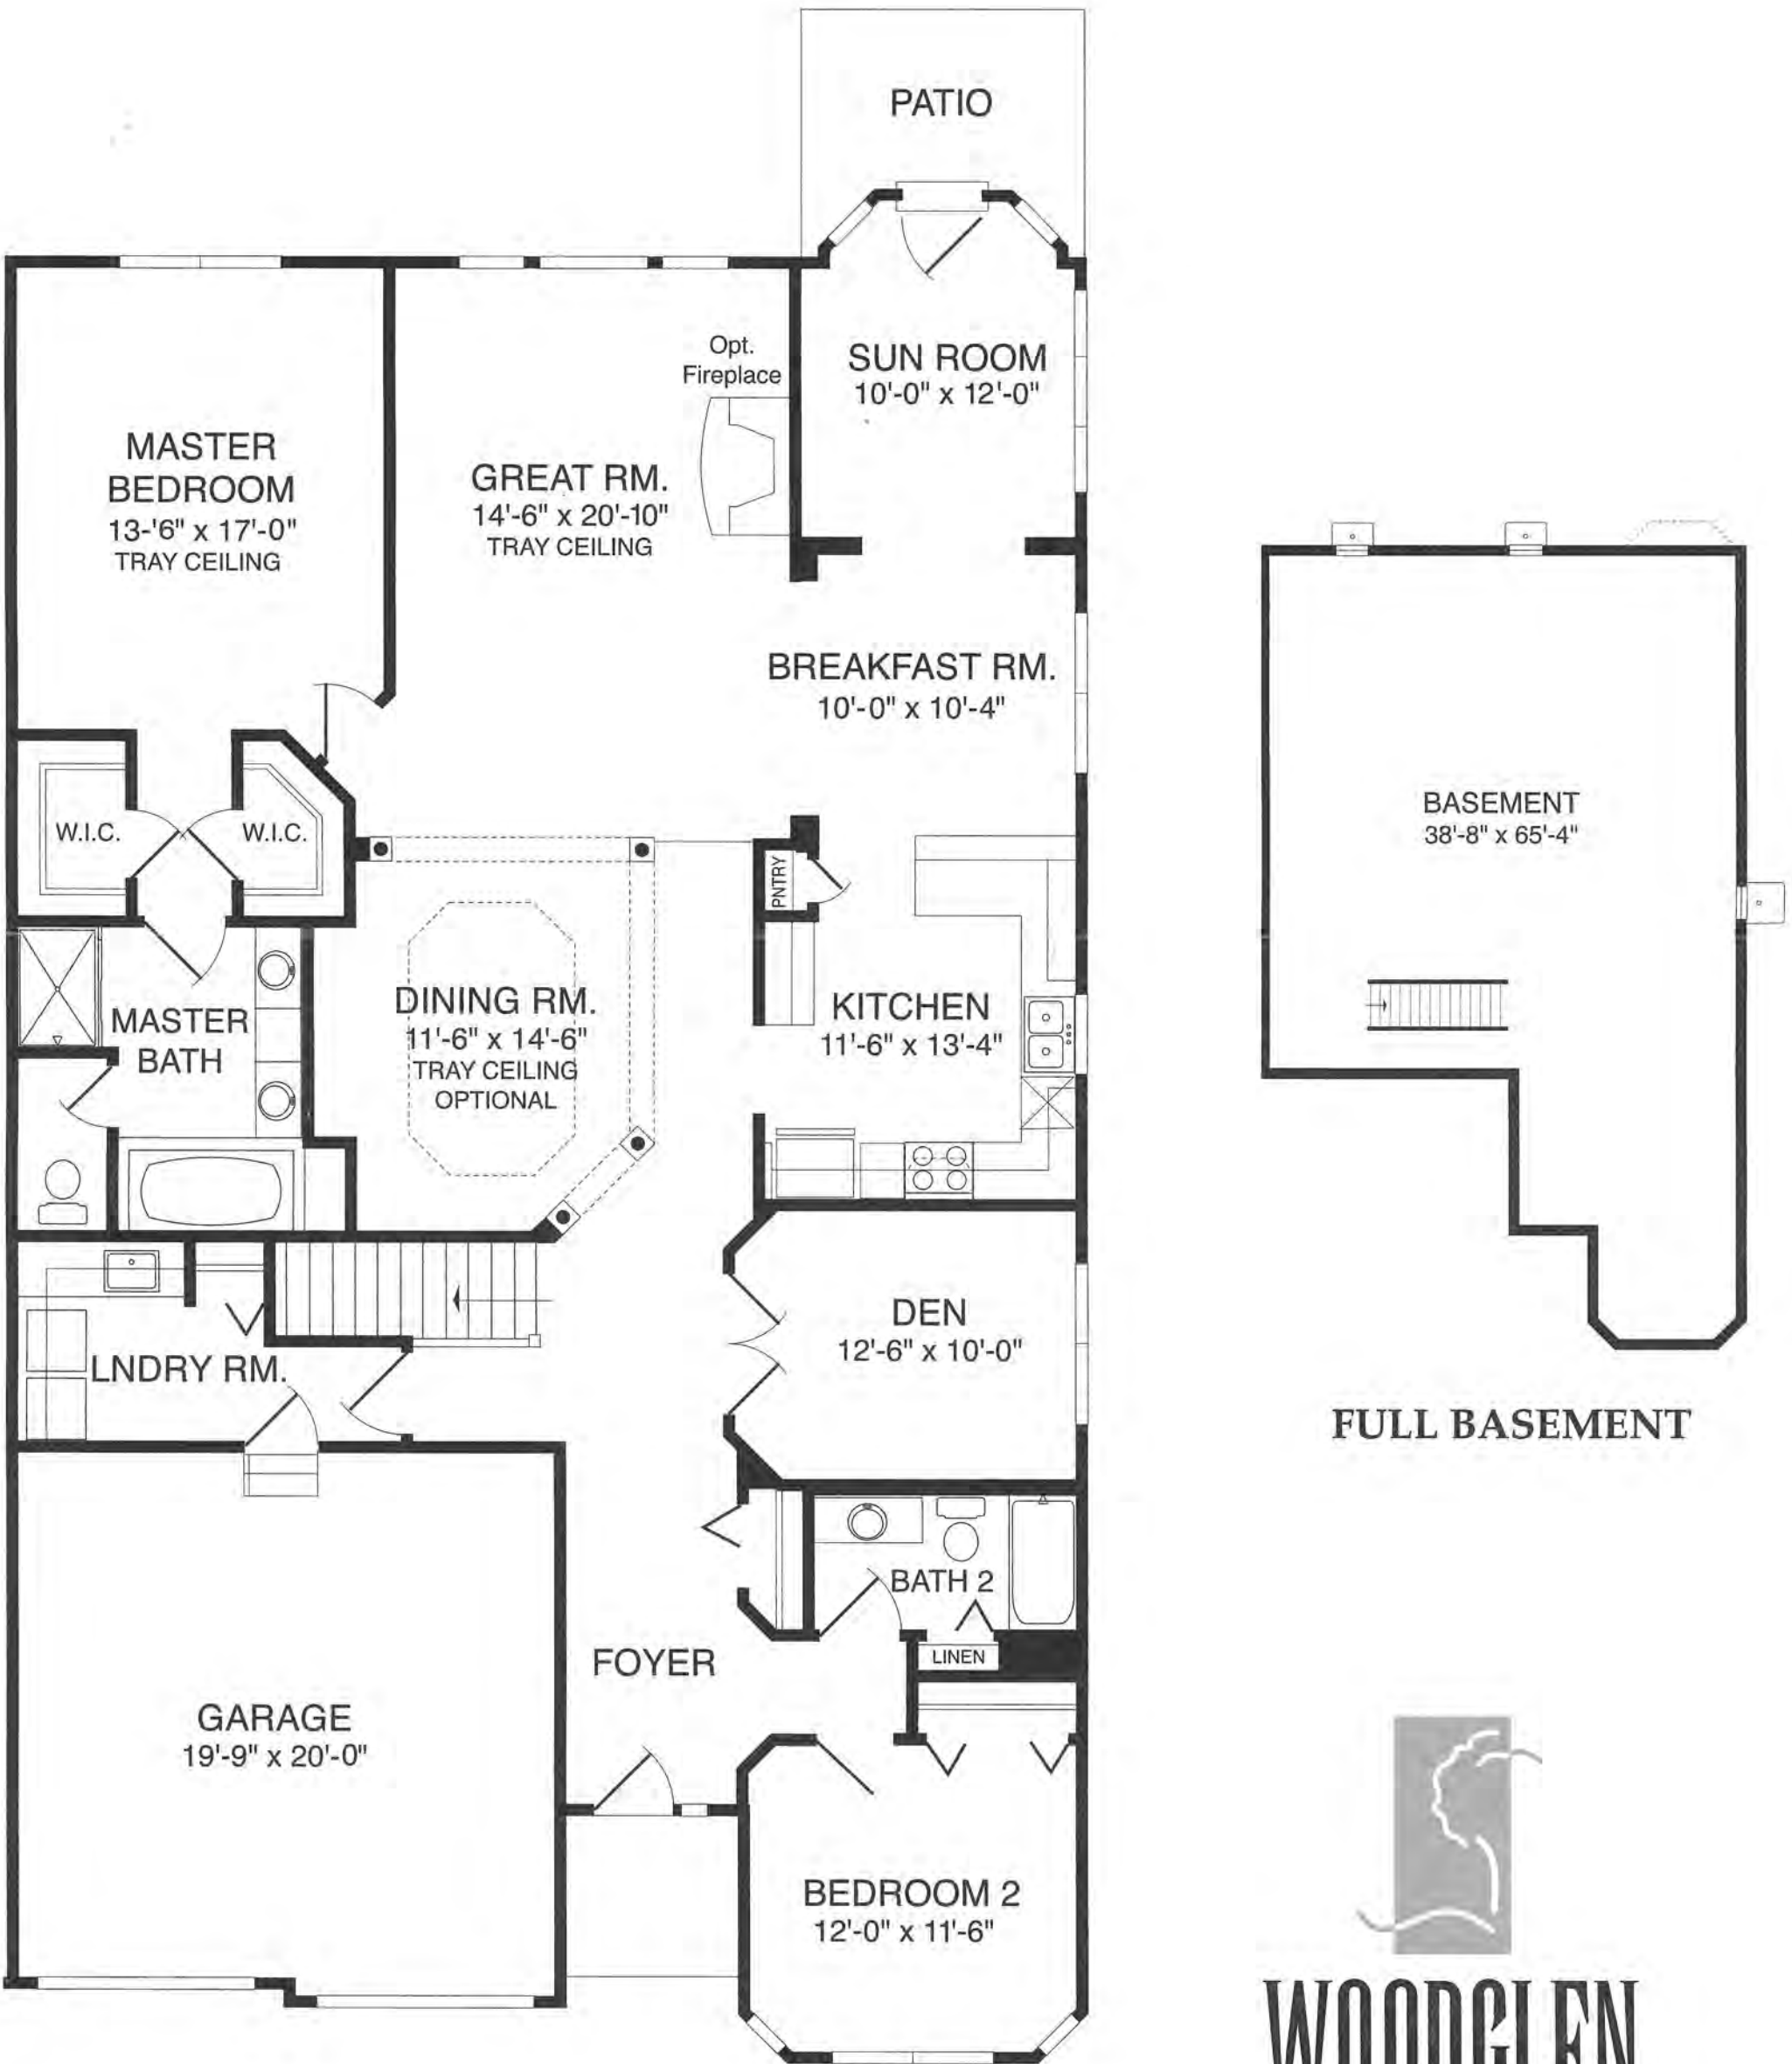 PATIO
SUN ROOM
10'-0" x 12'-0"
Opt.
Fireplace
MASTER
BEDROOM
13-'6" x 17'-0"
TRAY CEILING
GREAT RM.
14'-6" x 20'-10"
TRAY CEILING
BREAKFAST RM.
10'-0" x 10'-4"
W.I.C.
W.I.C.
PNTRY
DINING RM.
11'-6" x 14'-6"
TRAY CEILING
OPTIONAL
KITCHEN
11'-6" x 13'-4"
MASTER
BATH
DEN
12'-6" x 10'-0"
LNDRY RM.
BATH 2
LINEN
FOYER
GARAGE
19'-9" x 20'-0"
BEDROOM 2
12'-0" x 11'-6"
BASEMENT
38'-8" x 65'-4"
FULL BASEMENT
WOODGLEN